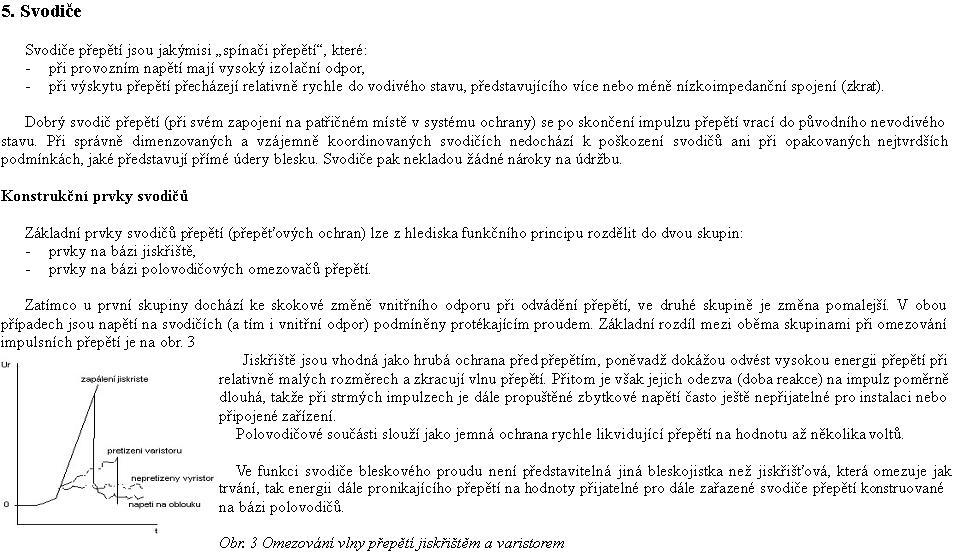 5. Svodiče
Svodiče přepětí jsou jakýmisi „spínači přepětí“, které:
- při provozním napětí mají vysoký izolační odpor,
- při výskytu přepětí přecházejí relativně rychle do vodivého stavu, představujícího více nebo méně nízkoimpedanční spojení (zkrat).
Dobrý svodič přepětí (při svém zapojení na patřičném místě v systému ochrany) se po skončení impulzu přepětí vrací do původního nevodivého
stavu. Při správně dimenzovaných a vzájemně koordinovaných svodičích nedochází k poškození svodičů ani při opakovaných nejtvrdších
podmínkách, jaké představují přímé údery blesku. Svodiče pak nekladou žádné nároky na údržbu.
Konstrukční prvky svodičů
Základní prvky svodičů přepětí (přepěťových ochran) lze z hlediska funkčního principu rozdělit do dvou skupin:
- prvky na bázi jiskřiště,
- prvky na bázi polovodičových omezovačů přepětí.
Zatímco u první skupiny dochází ke skokové změně vnitřního odporu při odvádění přepětí, ve druhé skupině je změna pomalejší. V obou
případech jsou napětí na svodičích (a tím i vnitřní odpor) podmíněny protékajícím proudem. Základní rozdíl mezi oběma skupinami při omezování
impulsních přepětí je na obr. 3
Jiskřiště jsou vhodná jako hrubá ochrana před přepětím, poněvadž dokážou odvést vysokou energii přepětí při
relativně malých rozměrech a zkracují vlnu přepětí. Přitom je však jejich odezva (doba reakce) na impulz poměrně
dlouhá, takže při strmých impulzech je dále propuštěné zbytkové napětí často ještě nepřijatelné pro instalaci nebo
připojené zařízení.
Polovodičové součásti slouží jako jemná ochrana rychle likvidující přepětí na hodnotu až několika voltů.
Ve funkci svodiče bleskového proudu není představitelná jiná bleskojistka než jiskřišťová, která omezuje jak
trvání, tak energii dále pronikajícího přepětí na hodnoty přijatelné pro dále zařazené svodiče přepětí konstruované
na bázi polovodičů.
Ur
zapálení jiskriste
pretizeni varistoru
nepretizeny vyristor
napeti na oblouku
0
t
Obr. 3 Omezování vlny přepětí jiskřištěm a varistorem